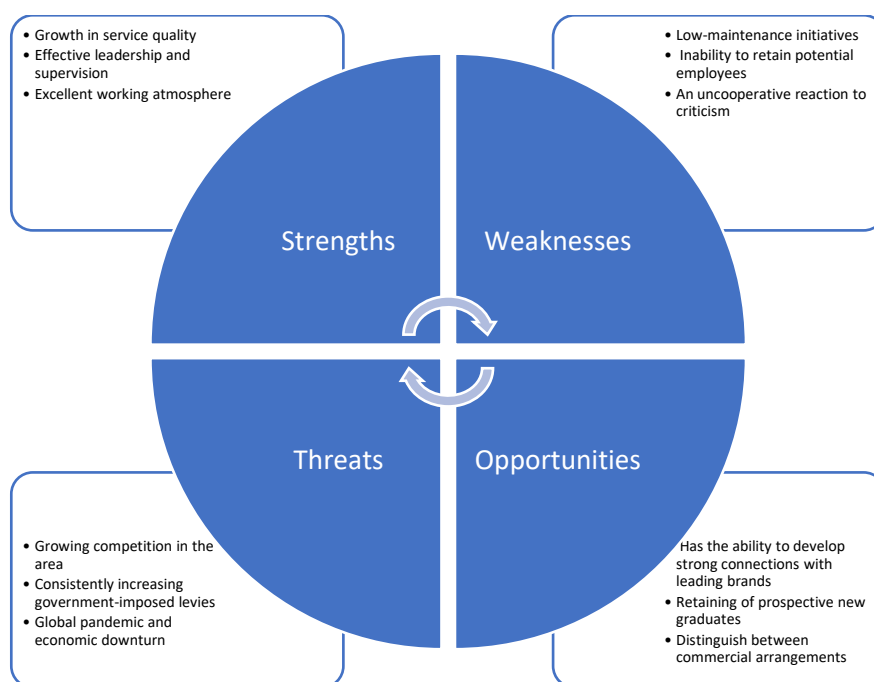 • Growth in service quality
• Effective leadership and
supervision
• Excellent working atmosphere
• Low-maintenance initiatives
• Inability to retain potential
employees
• An uncooperative reaction to
criticism
Strengths
Weaknesses
Threats
Opportunities
• Growing competition in the
area
• Consistently increasing
government-imposed levies
• Global pandemic and
economic downturn
Has the ability to develop
strong connections with
leading brands
• Retaining of prospective new
graduates
• Distinguish between
commercial arrangements